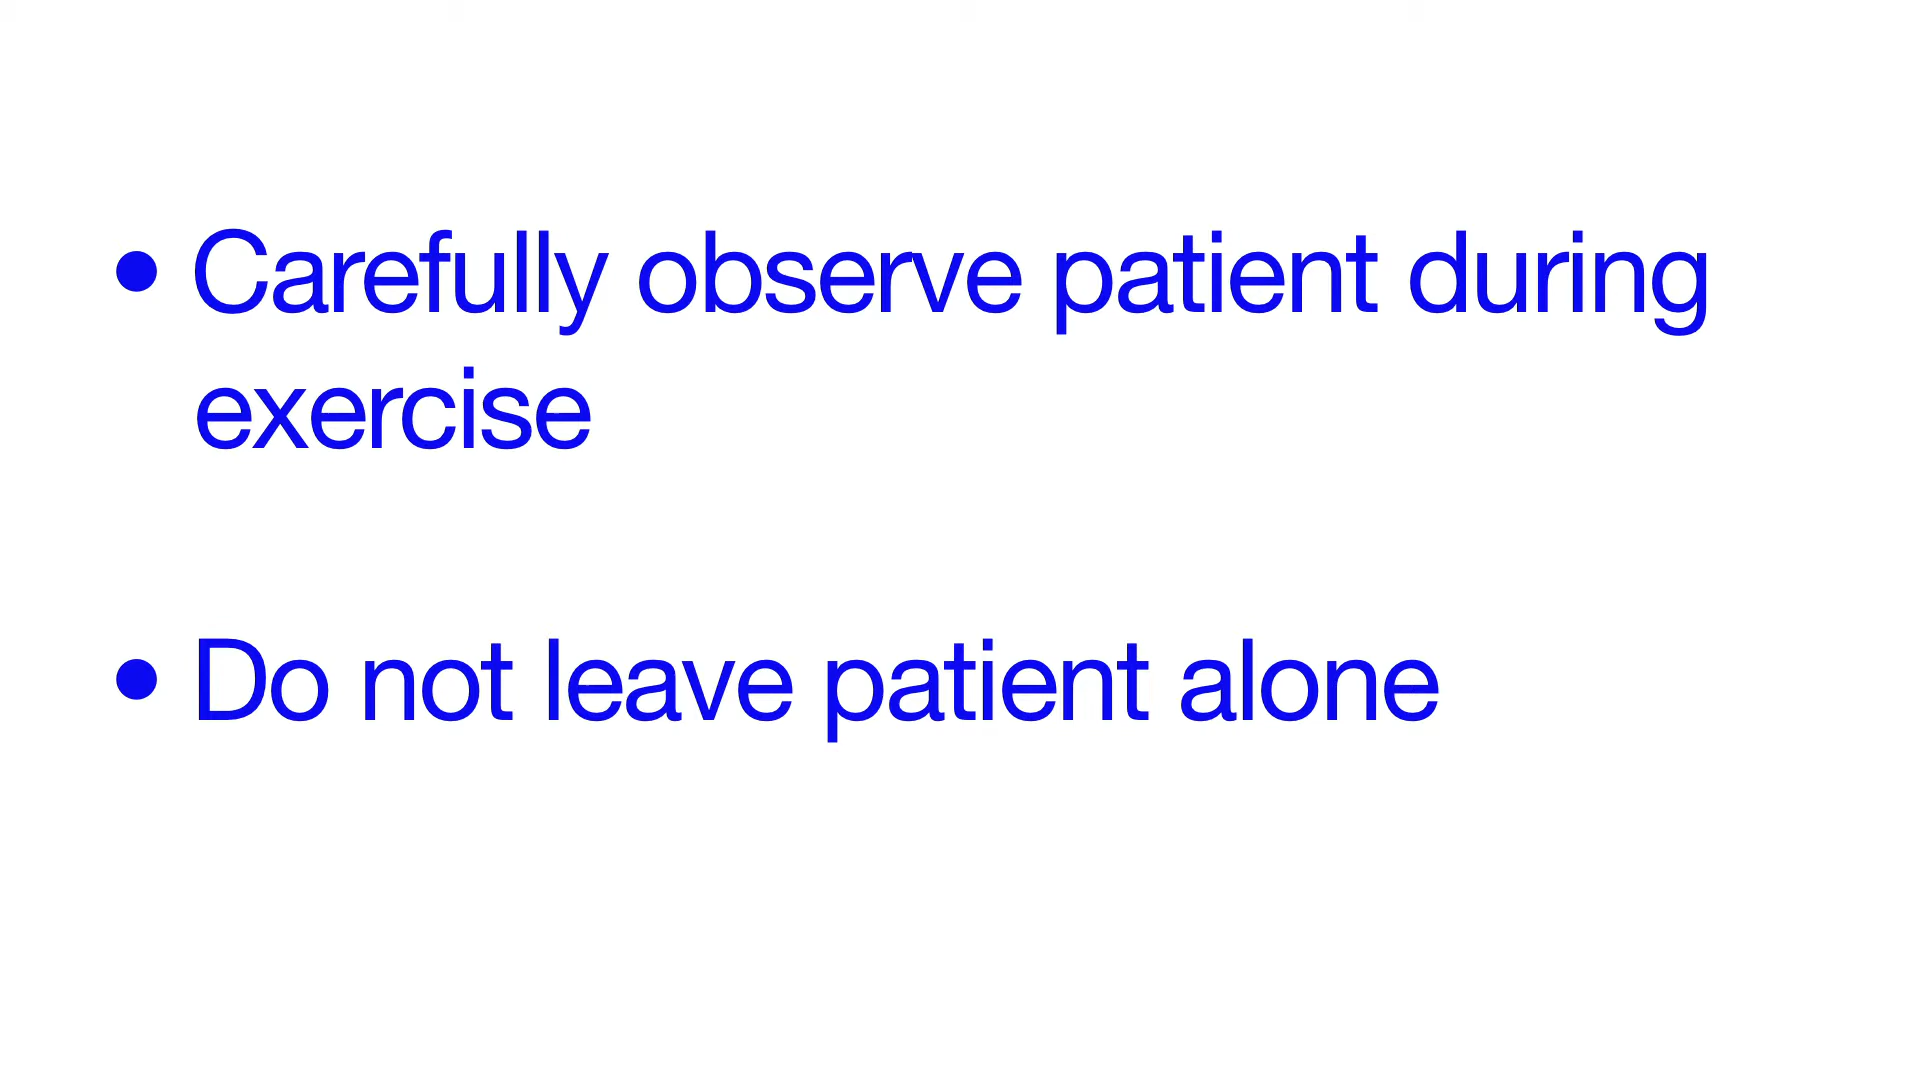 • Carefully observe patient during
exercise
• Do not leave patient alone